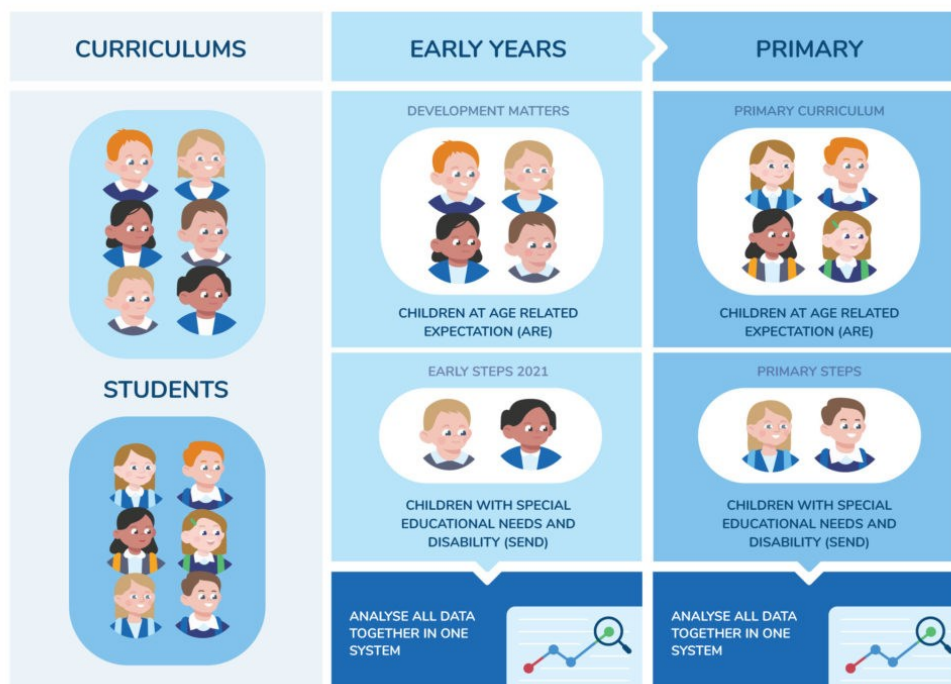 CURRICULUMS
EARLY YEARS
PRIMARY
STUDENTS
DEVELOPMENT MATTERS
CHILDREN AT AGE RELATED
EXPECTATION (ARE)
EARLY STEPS 2021
CHILDREN WITH SPECIAL
EDUCATIONAL NEEDS AND
DISABILITY (SEND)
ANALYSE ALL DATA
TOGETHER IN ONE
SYSTEM
PRIMARY CURRICULUM
CHILDREN AT AGE RELATED
EXPECTATION (ARE)
PRIMARY STEPS
CHILDREN WITH SPECIAL
EDUCATIONAL NEEDS AND
DISABILITY (SEND)
ANALYSE ALL DATA
TOGETHER IN ONE
SYSTEM